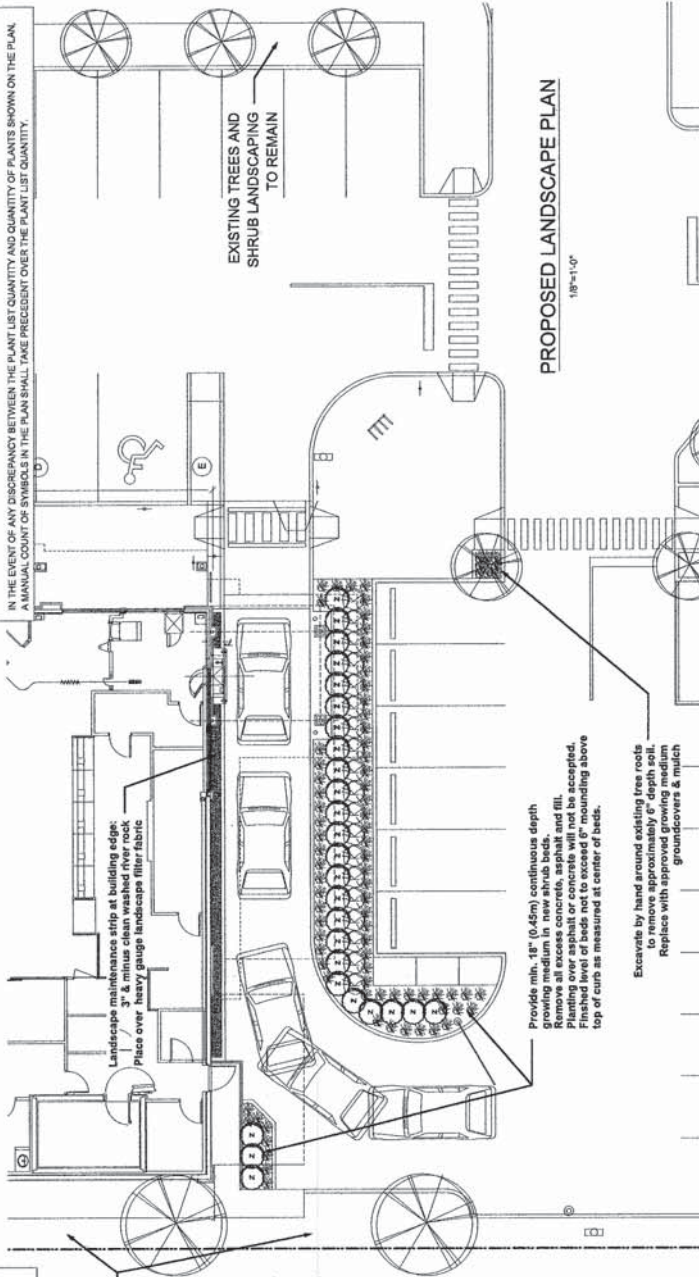 IN THE EVENT OF ANY DISCREPANCY BETWEEN THE PLANT LIST QUANTITY AND QUANTITY OF PLANTS SHOWN ON THE PLAN,
A MANUAL COUNT OF SYMBOLS IN THE PLAN SHALL TAKE PRECEDENT OVER THE PLANT LIST QUANTITY.
EXISTING TREES AND
SHRUB LANDSCAPING
TO REMAIN
PROPOSED LANDSCAPE PLAN
1/8"=1'-0"
E
Landscape maintenance strip at building edge:
3" & minus clean washed river rock
Place over heavy gauge landscape filter fabric
N N N N N N N N N N N N N N N N N N N
N N N N
N N N
Provide min. 18" (0.45m) continuous depth
growing medium in new shrub beds.
Remove all excess concrete, asphalt and fill.
Planting over asphalt or concrete will not be accepted.
Finished level of beds not to exceed 6" mounding above
top of curb as measured at center of beds.
Excavate by hand around existing tree roots
to remove approximately 6" depth soil.
Replace with approved growing medium
groundcovers & mulch